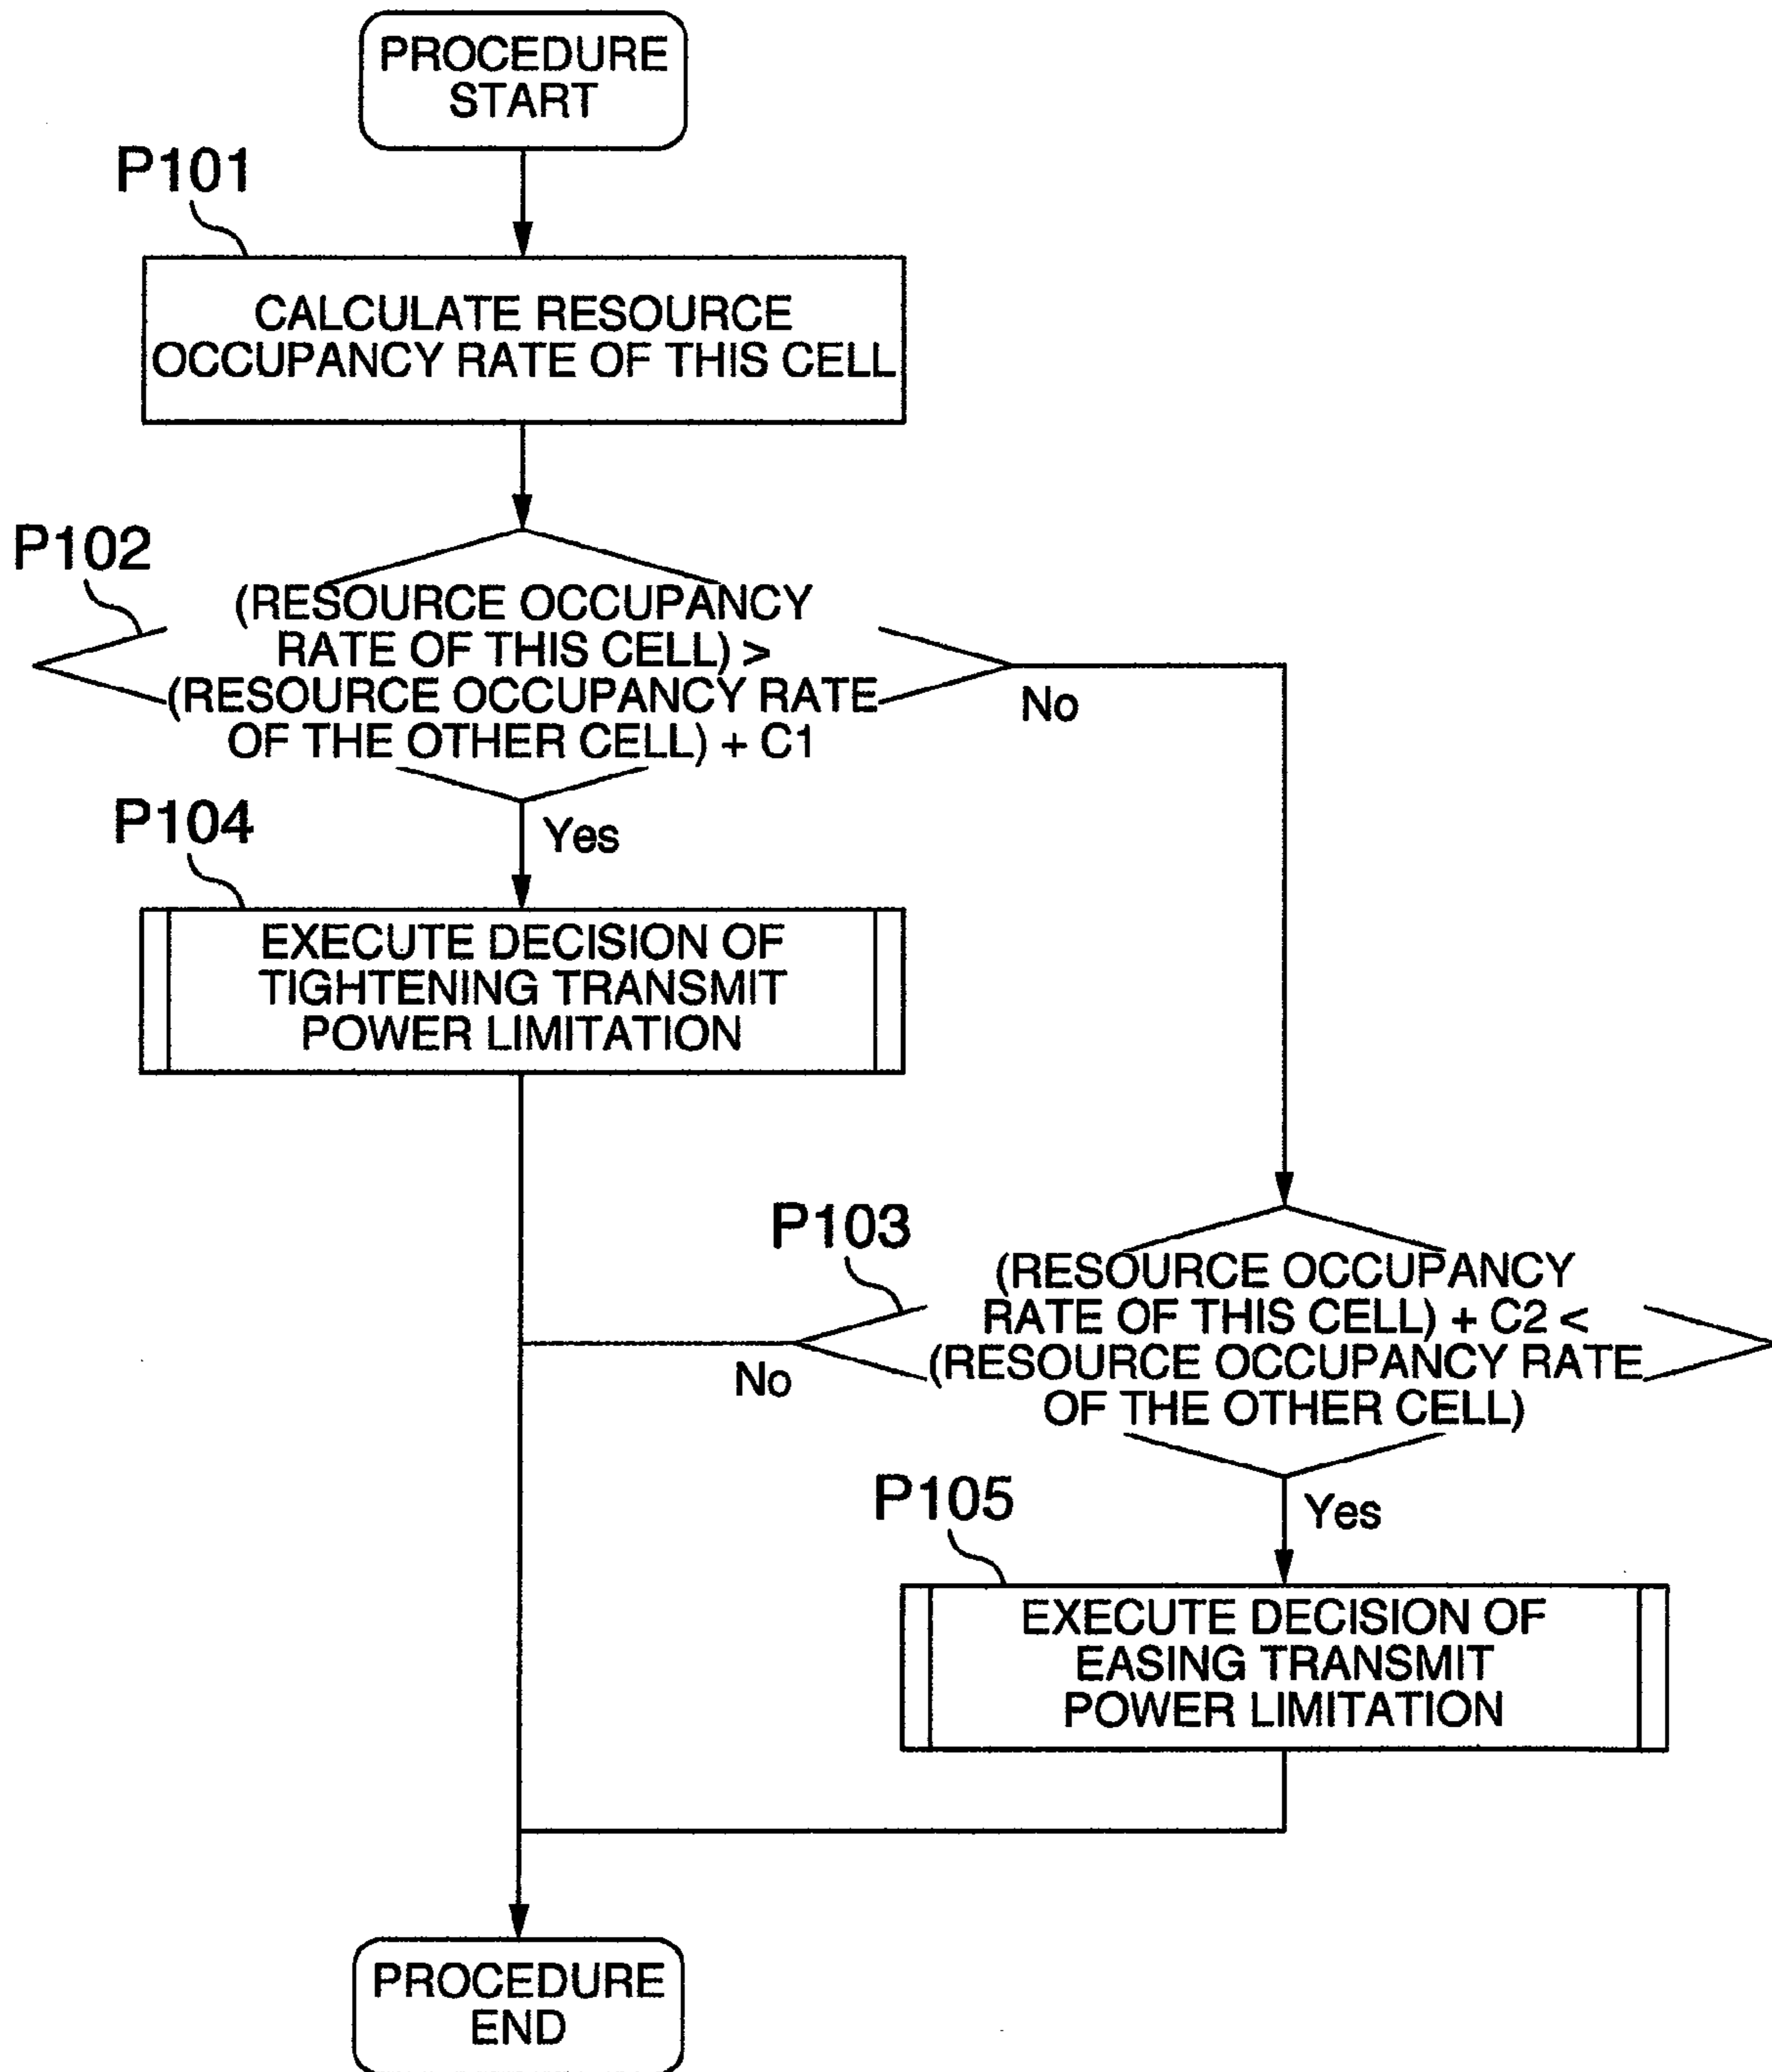 PROCEDURE
START
P101
CALCULATE RESOURCE
OCCUPANCY RATE OF THIS CELL
P102
(RESOURCE OCCUPANCY
RATE OF THIS CELL) >
(RESOURCE OCCUPANCY RATE
OF THE OTHER CELL) + C1
No
Yes
P104
EXECUTE DECISION OF
TIGHTENING TRANSMIT
POWER LIMITATION
P103
(RESOURCE OCCUPANCY
RATE OF THIS CELL) + C2 <
(RESOURCE OCCUPANCY RATE
OF THE OTHER CELL)
No
Yes
P105
EXECUTE DECISION OF
EASING TRANSMIT
POWER LIMITATION
PROCEDURE
END